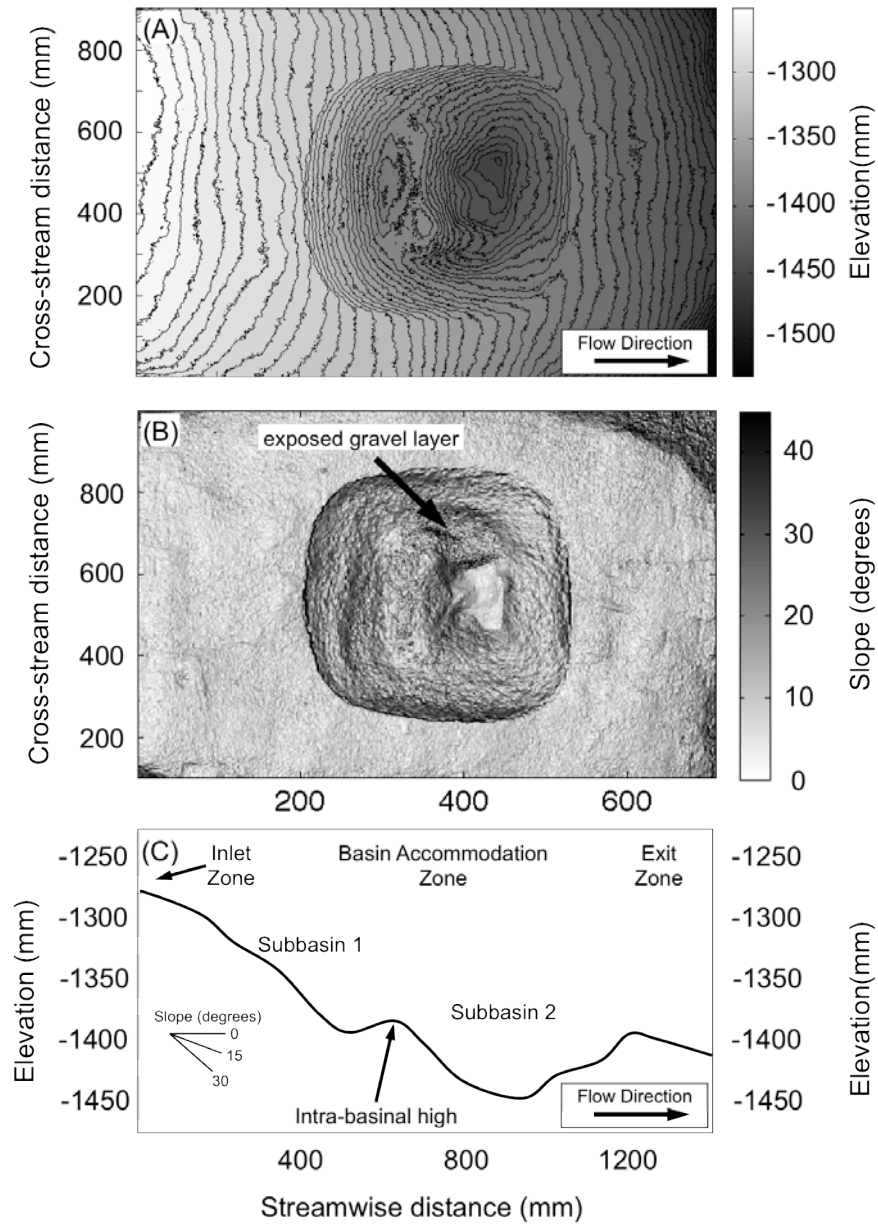 (A)
Cross-stream distance (mm)
800
600
400
200
Flow Direction
-1300
-1350
-1400
-1450
-1500
Elevation(mm)
(B)
exposed gravel layer
Cross-stream distance (mm)
800
600
400
200
200
400
600
40
30
20
10
0
Slope (degrees)
(C)
Inlet
Zone
Basin Accommodation
Zone
Exit
Zone
Elevation (mm)
-1250
-1300
-1350
-1400
-1450
Subbasin 1
Subbasin 2
Slope (degrees)
0
15
30
Intra-basinal high
Flow Direction
-1250
-1300
-1350
-1400
-1450
Elevation(mm)
400
800
1200
Streamwise distance (mm)